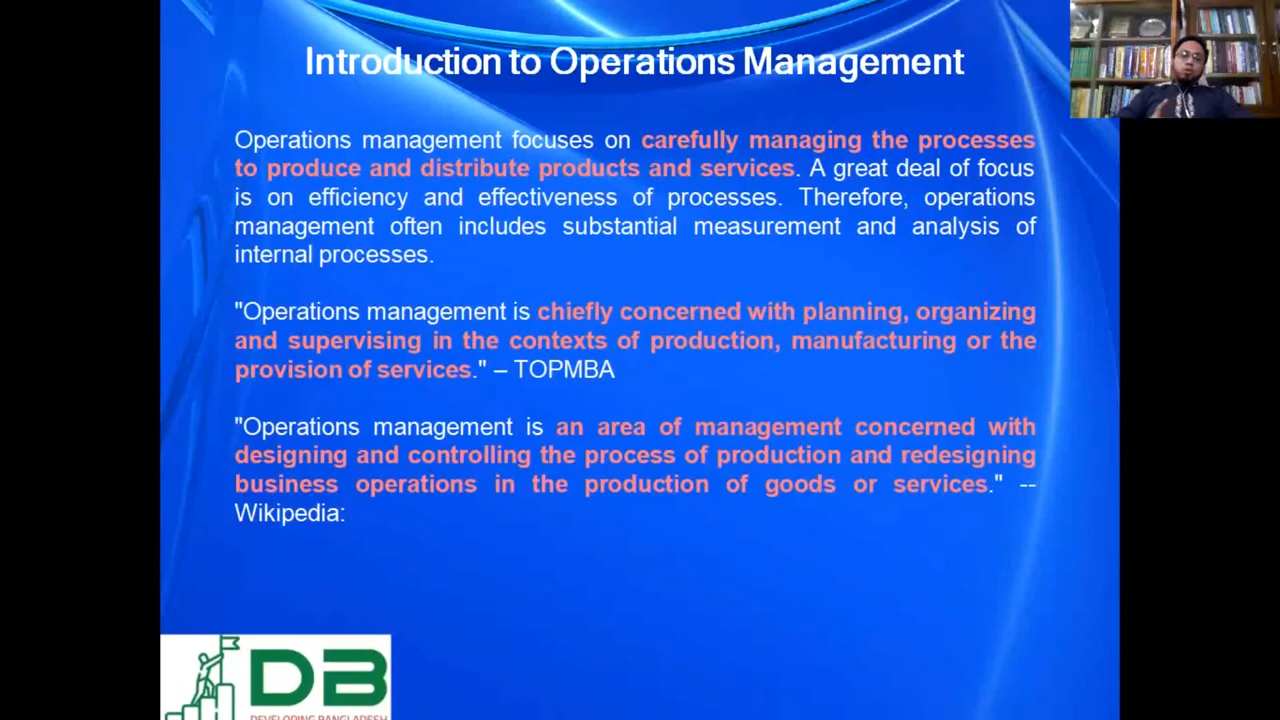 Introduction to Operations Management
Operations management focuses on carefully managing the processes
to produce and distribute products and services. A great deal of focus
is on efficiency and effectiveness of processes. Therefore, operations
management often includes substantial measurement and analysis of
internal processes.
"Operations management is chiefly concerned with planning, organizing
and supervising in the contexts of production, manufacturing or the
provision of services." – TOPMBA
"Operations management is an area of management concerned with
designing and controlling the process of production and redesigning
business operations in the production of goods or services." --
Wikipedia:
DB
DEVELOPING BANGLADESH